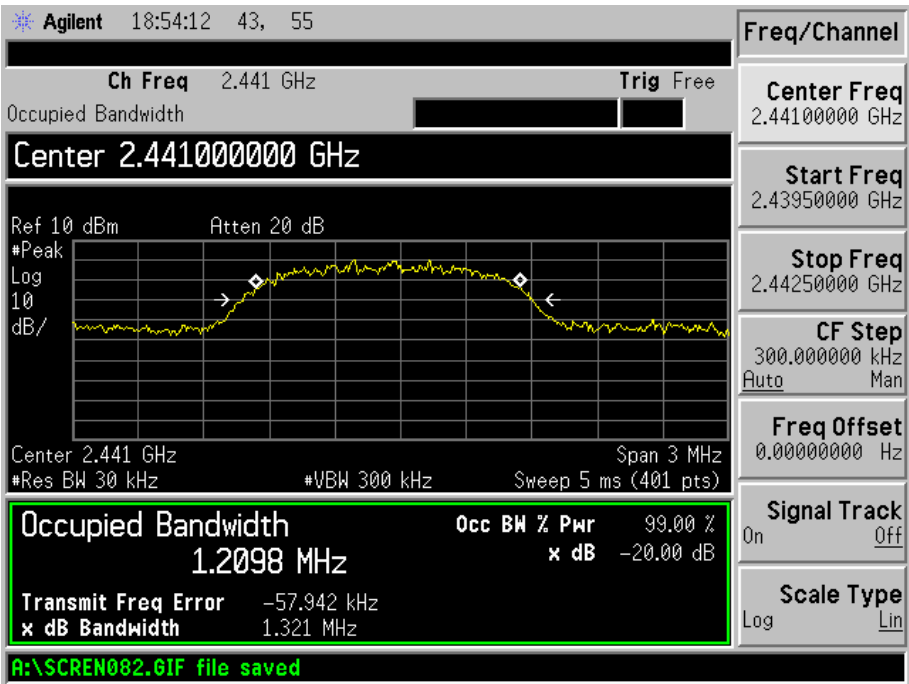 Agilent 18:54:12 43, 55
Ch Freq 2.441 GHz Trig Free
Occupied Bandwidth
Center 2.441000000 GHz
Ref 10 dBm Atten 20 dB
#Peak
Log
10
dB/
Center 2.441 GHz Span 3 MHz
#Res BW 30 kHz #VBW 300 kHz Sweep 5 ms (401 pts)
Occupied Bandwidth Occ BW % Pwr 99.00 %
1.2098 MHz x dB -20.00 dB
Transmit Freq Error -57.942 kHz
x dB Bandwidth 1.321 MHz
A:\SCREN082.GIF file saved
Freq/Channel
Center Freq
2.44100000 GHz
Start Freq
2.43950000 GHz
Stop Freq
2.44250000 GHz
CF Step
300.000000 kHz
Auto Man
Freq Offset
0.00000000 Hz
Signal Track
On Off
Scale Type
Log Lin